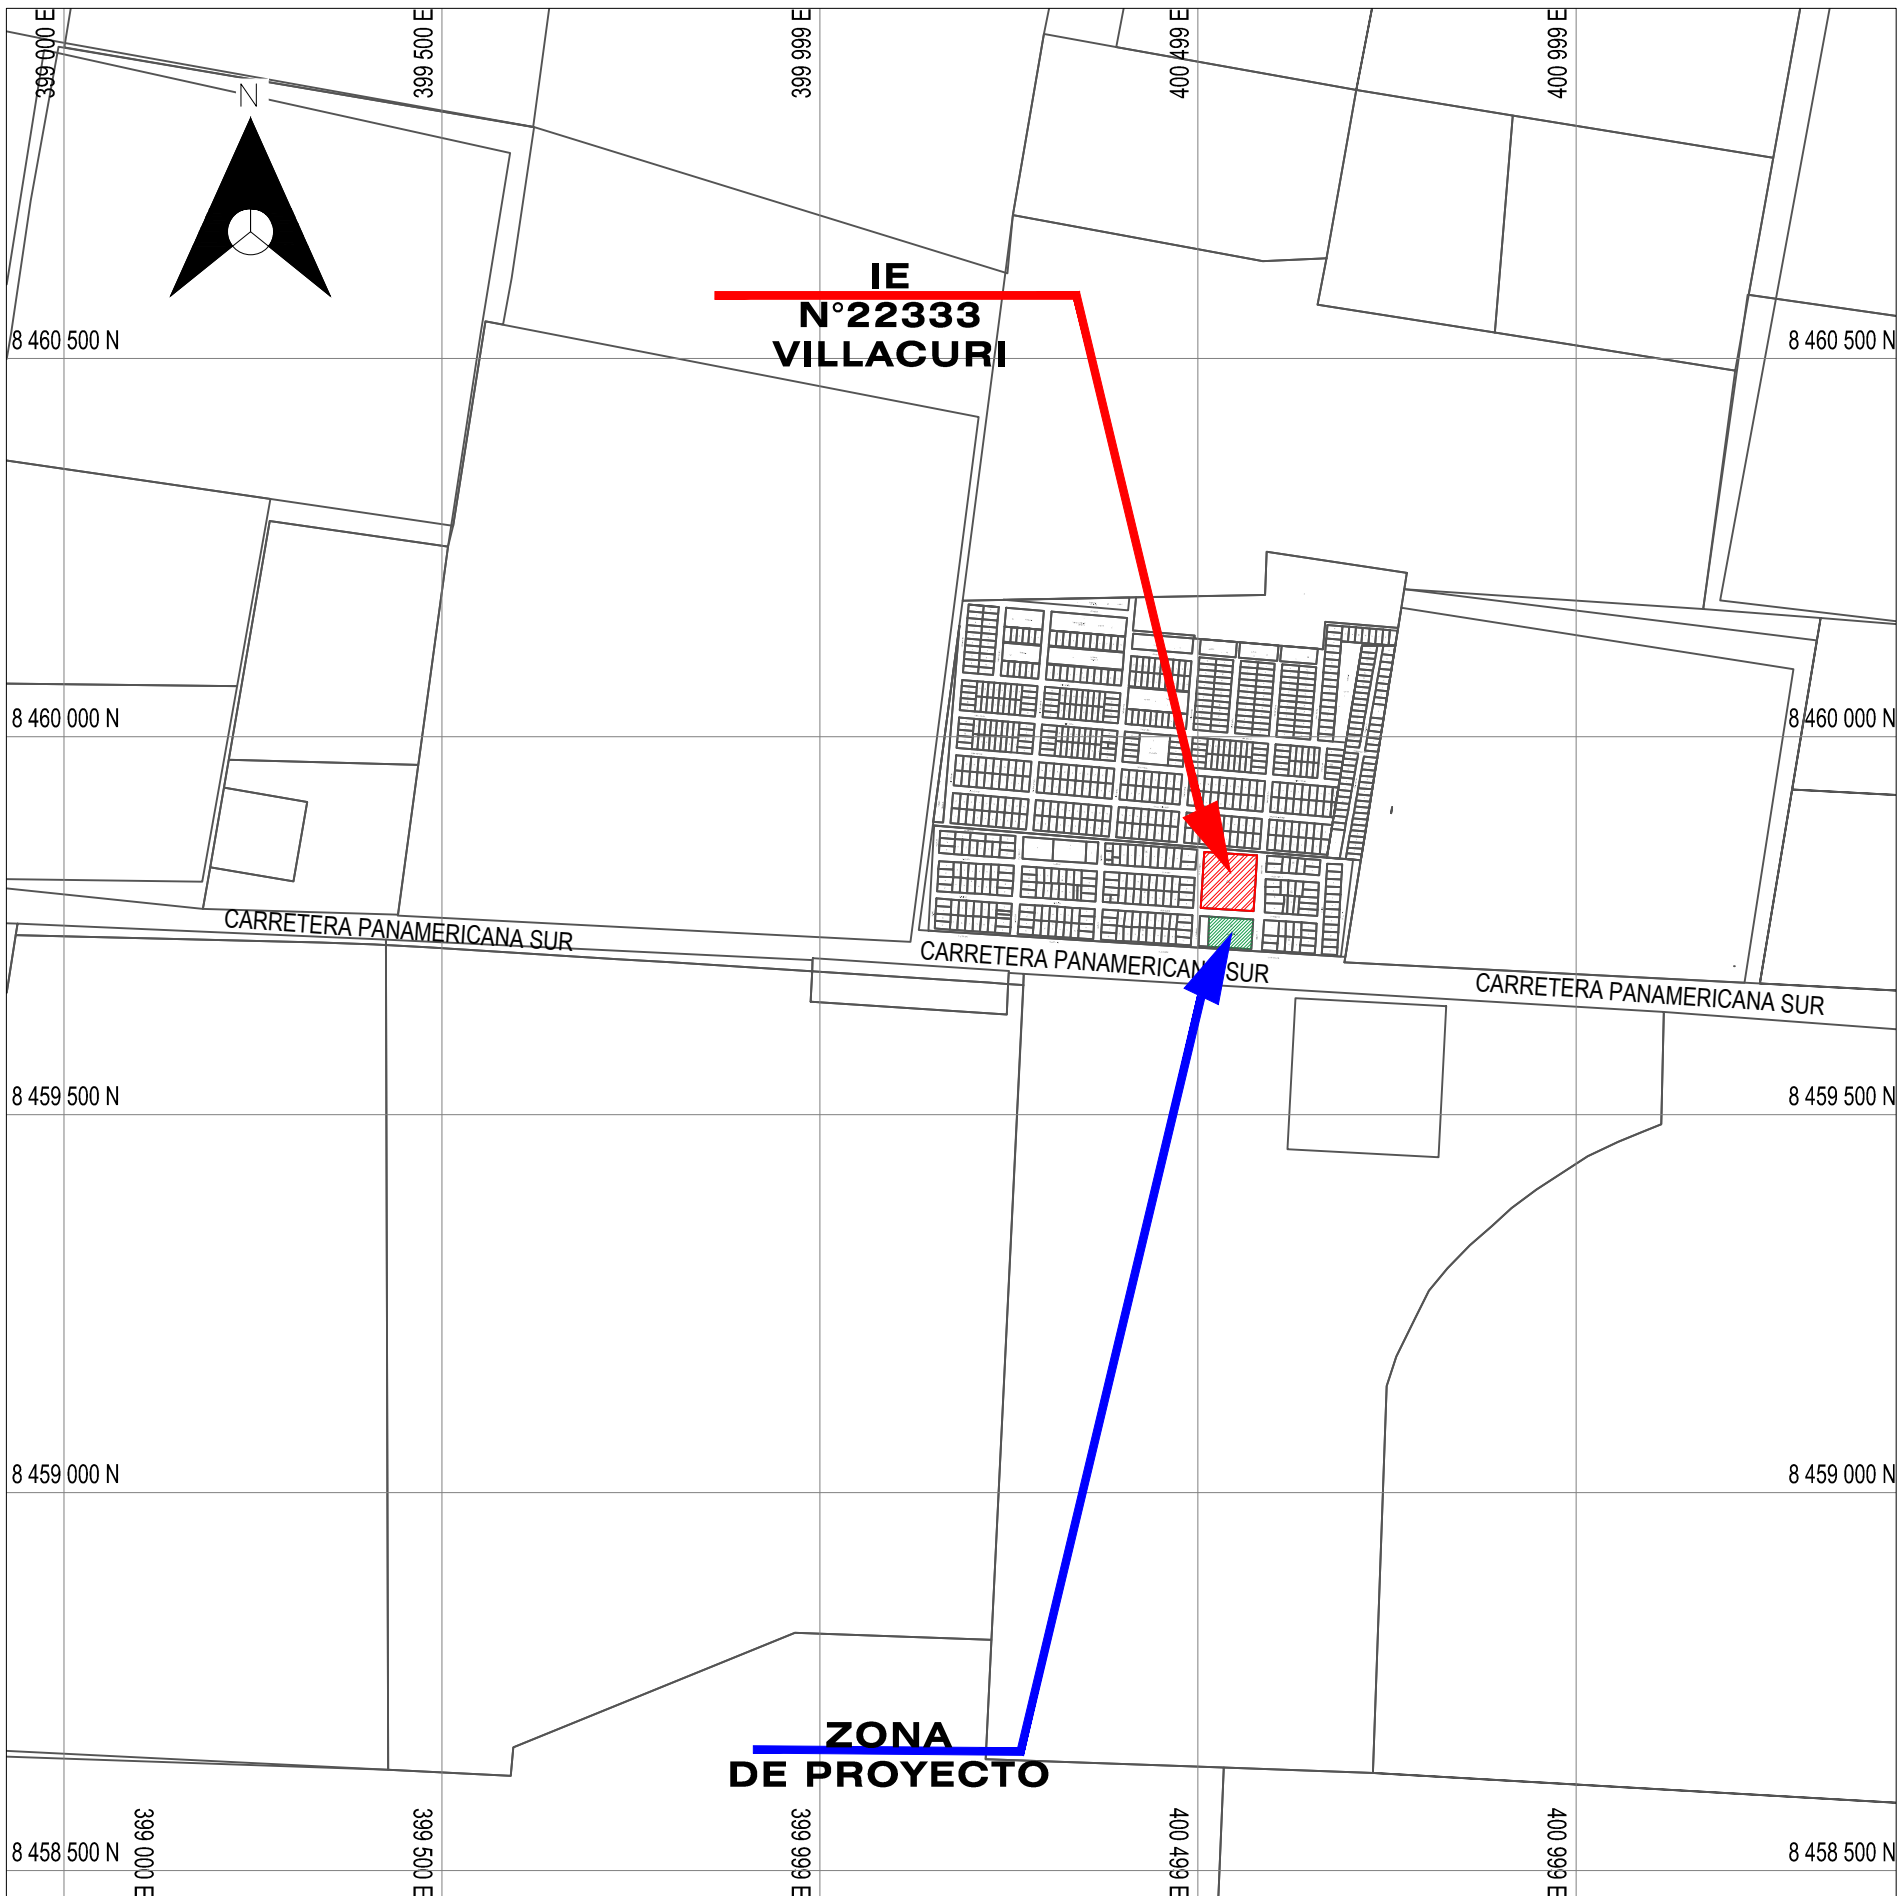 399 000 E
399 500 E
399 999 E
400 499 E
400 999 E
N
IE
N°22333
VILLACURI
8 460 500 N
8 460 500 N
8 460 000 N
8 460 000 N
CARRETERA PANAMERICANA SUR
CARRETERA PANAMERICANA SUR
CARRETERA PANAMERICANA SUR
8 459 500 N
8 459 500 N
8 459 000 N
8 459 000 N
ZONA
DE PROYECTO
399 000 E
399 500 E
399 999 E
400 499 E
400 999 E
8 458 500 N
8 458 500 N